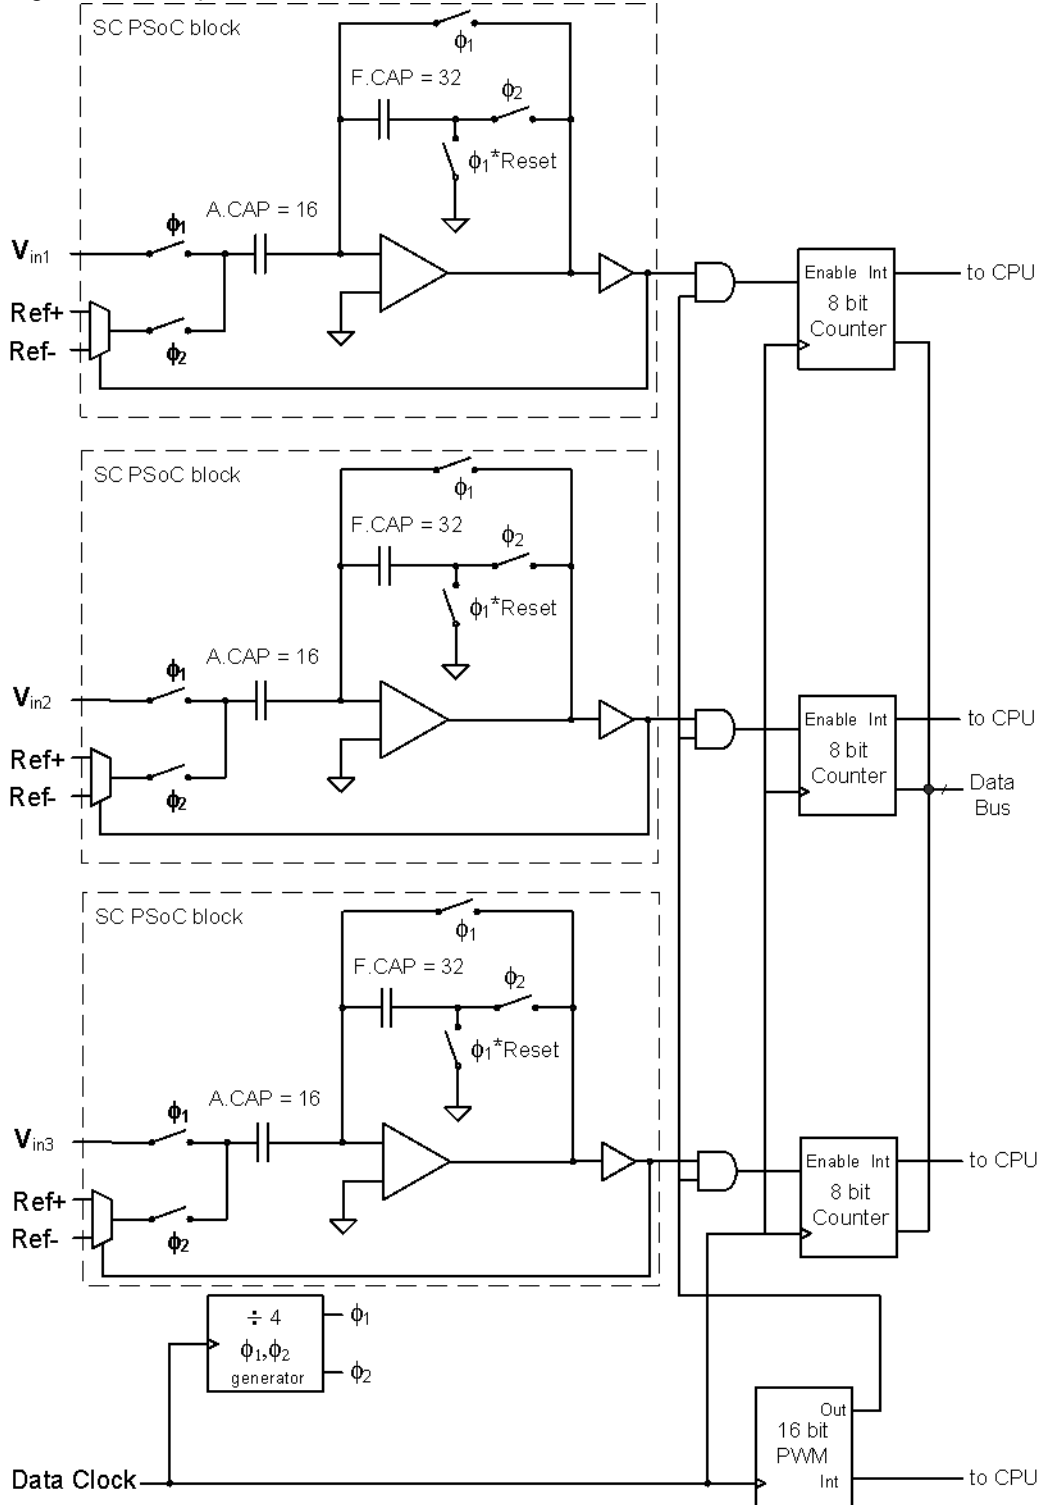 SC PSoC block
ϕ1
F.CAP = 32
ϕ2
ϕ1*Reset
A.CAP = 16
ϕ1
Vin1
Ref+
Ref-
ϕ2
Enable Int
8 bit
Counter
to CPU
SC PSoC block
ϕ1
F.CAP = 32
ϕ2
ϕ1*Reset
A.CAP = 16
ϕ1
Vin2
Ref+
Ref-
ϕ2
Enable Int
8 bit
Counter
to CPU
Data
Bus
SC PSoC block
ϕ1
F.CAP = 32
ϕ2
ϕ1*Reset
A.CAP = 16
ϕ1
Vin3
Ref+
Ref-
ϕ2
Enable Int
8 bit
Counter
to CPU
÷ 4
ϕ1,ϕ2
generator
ϕ1
ϕ2
Out
16 bit
PWM
Int
to CPU
Data Clock